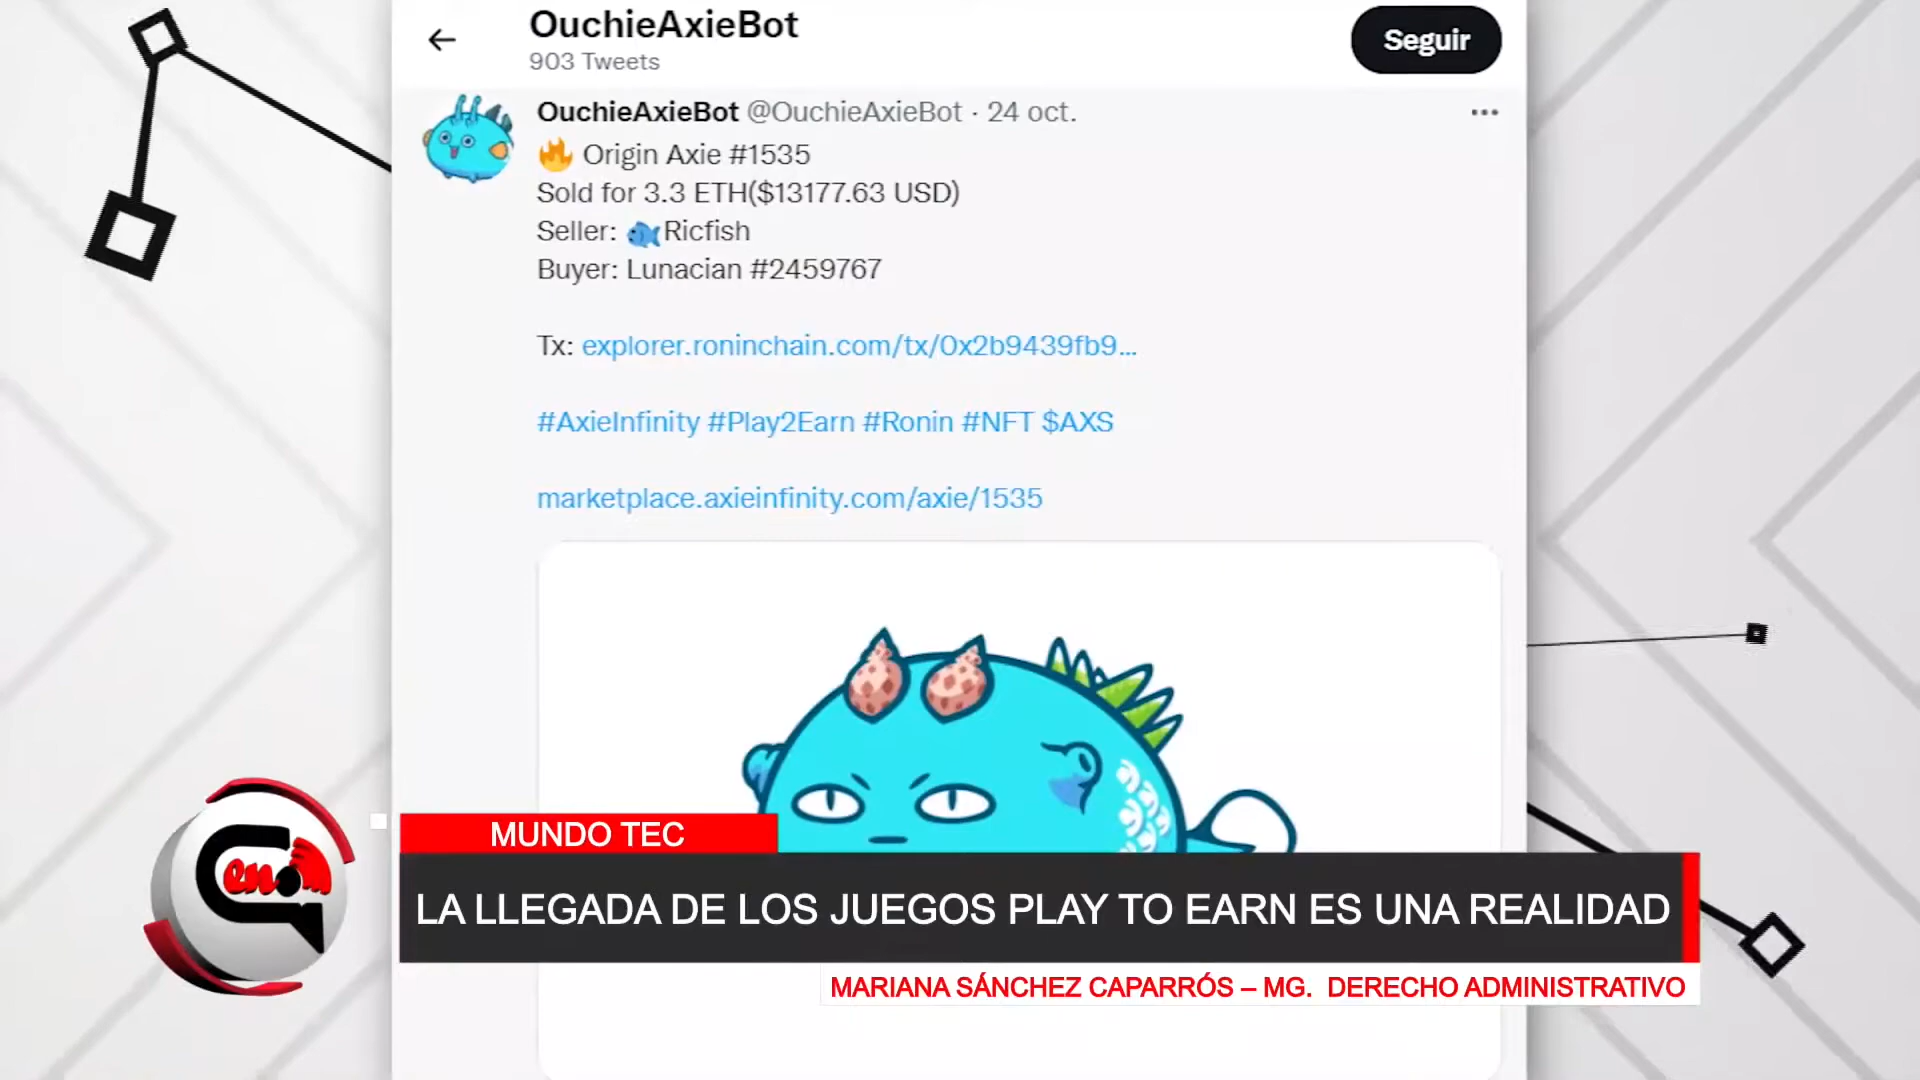 OuchieAxieBot
903 Tweets
Seguir
OuchieAxieBot @OuchieAxieBot · 24 oct.
🔥 Origin Axie #1535
Sold for 3.3 ETH($13177.63 USD)
Seller: 🐟Ricfish
Buyer: Lunacian #2459767
Tx: explorer.roninchain.com/tx/0x2b9439fb9...
#AxieInfinity #Play2Earn #Ronin #NFT $AXS
marketplace.axieinfinity.com/axie/1535
MUNDO TEC
LA LLEGADA DE LOS JUEGOS PLAY TO EARN ES UNA REALIDAD
MARIANA SÁNCHEZ CAPARRÓS – MG. DERECHO ADMINISTRATIVO